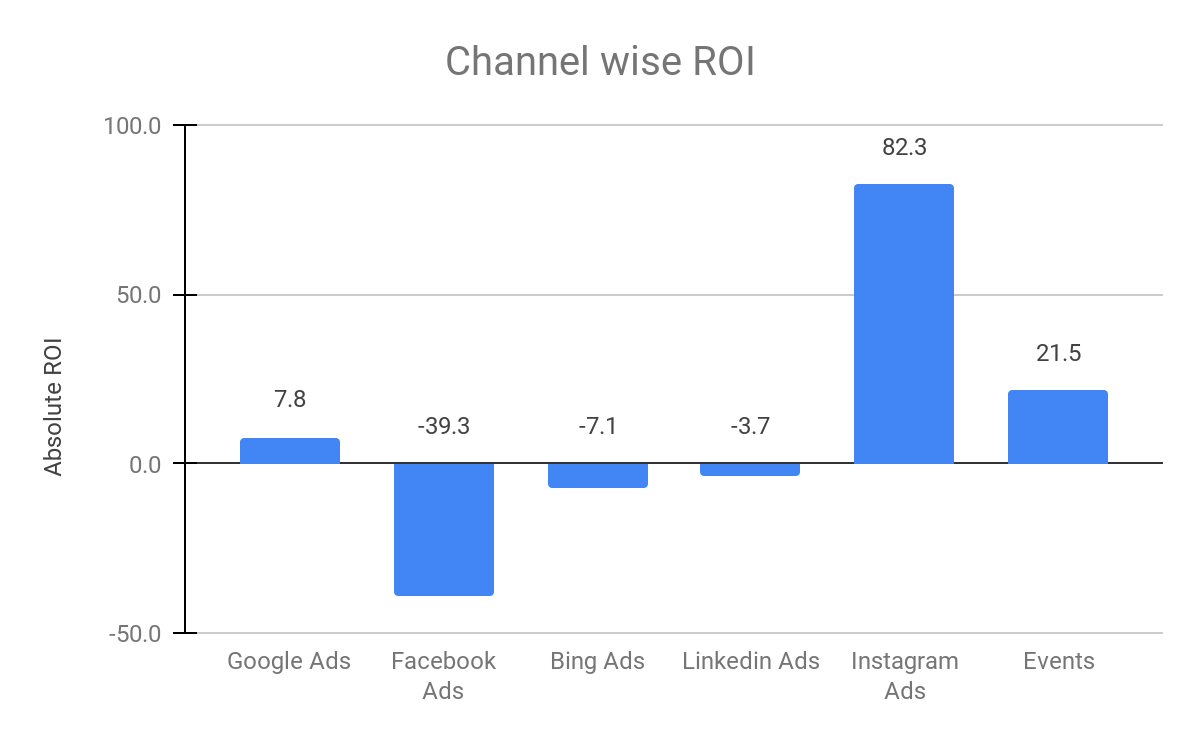 Channel wise ROI
100.0
50.0
0.0
-50.0
Absolute ROI
7.8
-39.3
-7.1
-3.7
82.3
21.5
Google Ads
Facebook
Ads
Bing Ads
Linkedin Ads
Instagram
Ads
Events